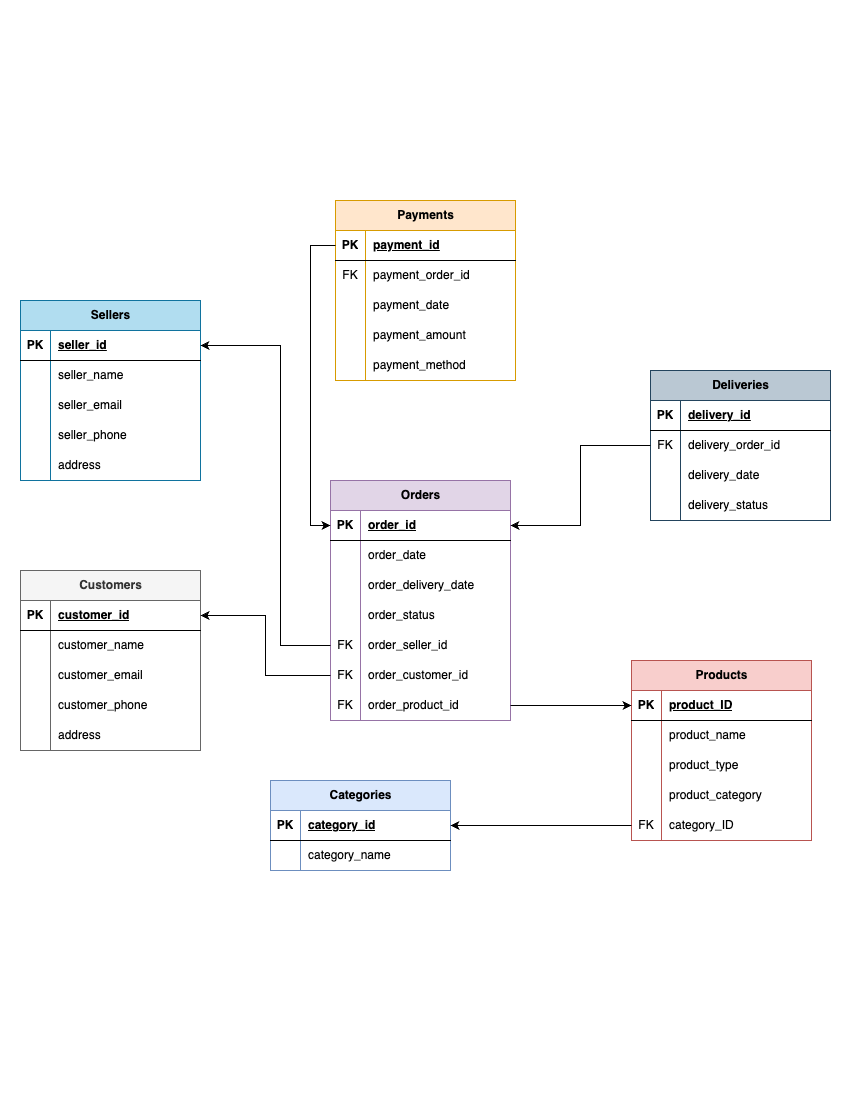 Payments
PK payment_id
FK payment_order_id
payment_date
payment_amount
payment_method
Sellers
PK seller_id
seller_name
seller_email
seller_phone
address
Deliveries
PK delivery_id
FK delivery_order_id
delivery_date
delivery_status
Orders
PK order_id
order_date
order_delivery_date
order_status
FK order_seller_id
FK order_customer_id
FK order_product_id
Customers
PK customer_id
customer_name
customer_email
customer_phone
address
Products
PK product_ID
product_name
product_type
product_category
FK category_ID
Categories
PK category_id
category_name